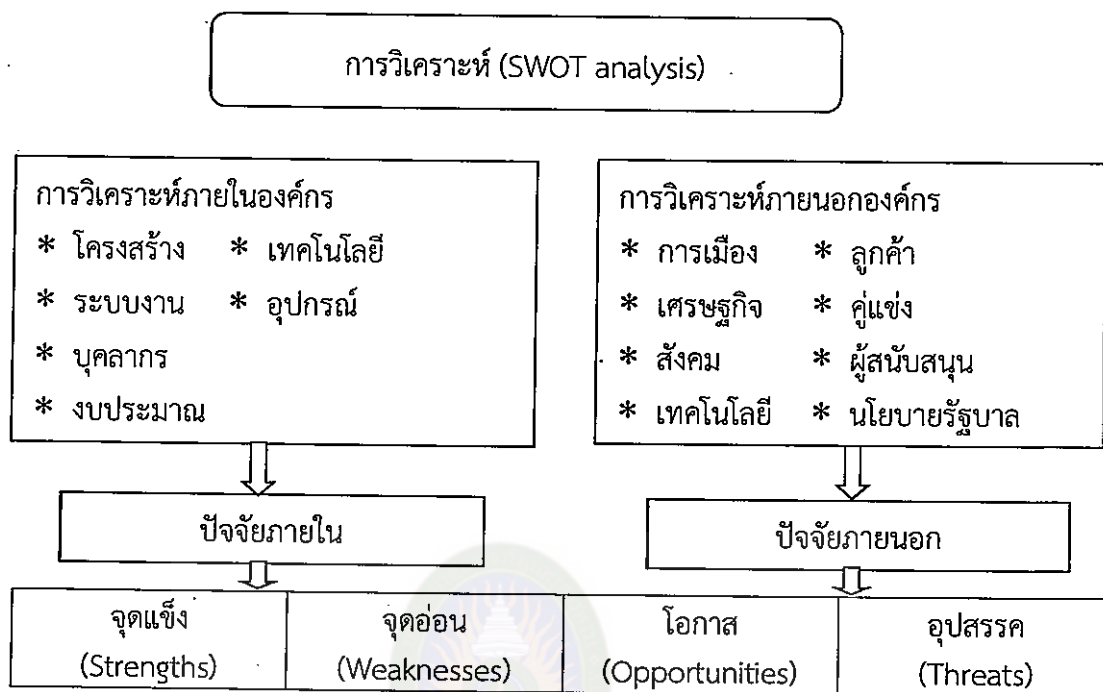 การวิเคราะห์ (SWOT analysis)
การวิเคราะห์ภายในองค์กร
* โครงสร้าง * เทคโนโลยี
* ระบบงาน * อุปกรณ์
* บุคลากร
* งบประมาณ
การวิเคราะห์ภายนอกองค์กร
* การเมือง * ลูกค้า
* เศรษฐกิจ * คู่แข่ง
* สังคม * ผู้สนับสนุน
* เทคโนโลยี * นโยบายรัฐบาล
ปัจจัยภายใน
ปัจจัยภายนอก
จุดแข็ง
(Strengths)
จุดอ่อน
(Weaknesses)
โอกาส
(Opportunities)
อุปสรรค
(Threats)